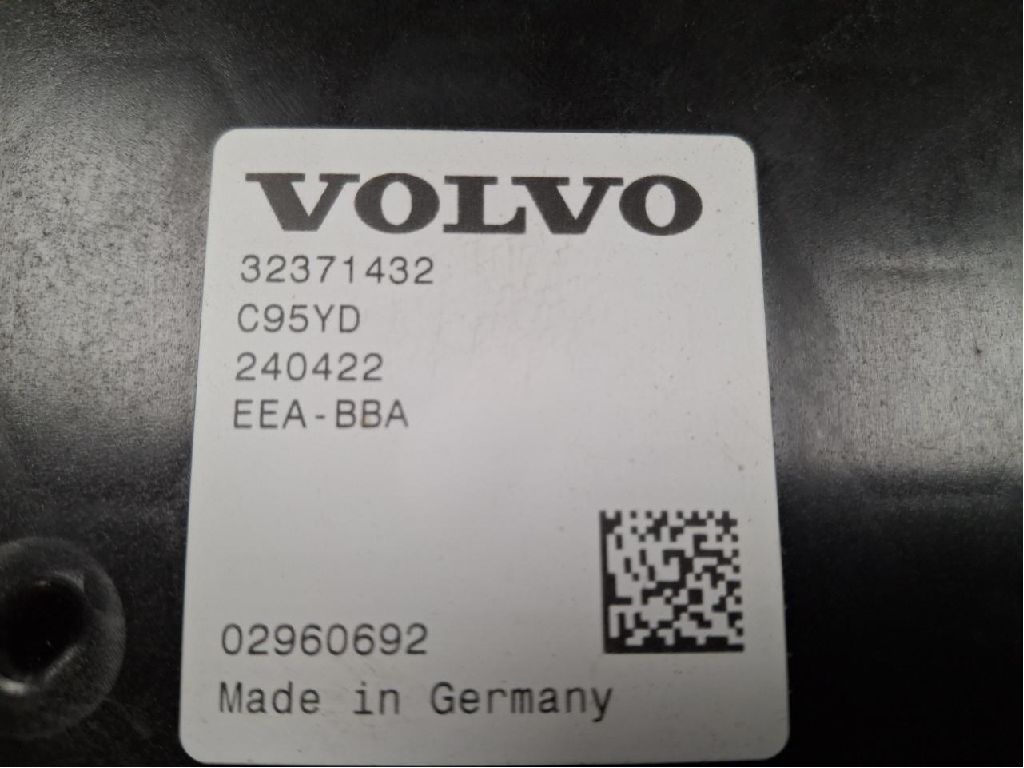 VOLVO
32371432
C95YD
240422
EEA-BBA
02960692
Made in Germany